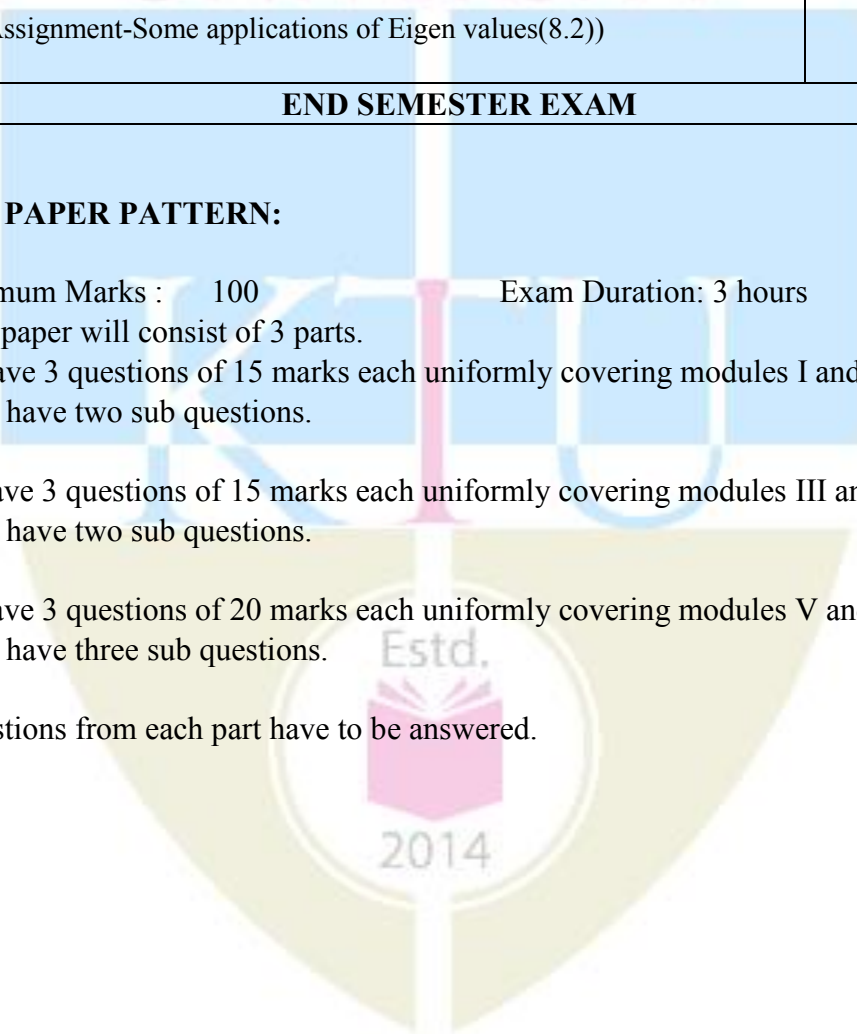 Assignment-Some applications of Eigen values(8.2))
END SEMESTER EXAM
PAPER PATTERN:
mum Marks : 100 Exam Duration: 3 hours
paper will consist of 3 parts.
ave 3 questions of 15 marks each uniformly covering modules I and
have two sub questions.
ave 3 questions of 15 marks each uniformly covering modules III an
have two sub questions.
ave 3 questions of 20 marks each uniformly covering modules V and
have three sub questions.
stions from each part have to be answered.
KTU
Estd.
2014